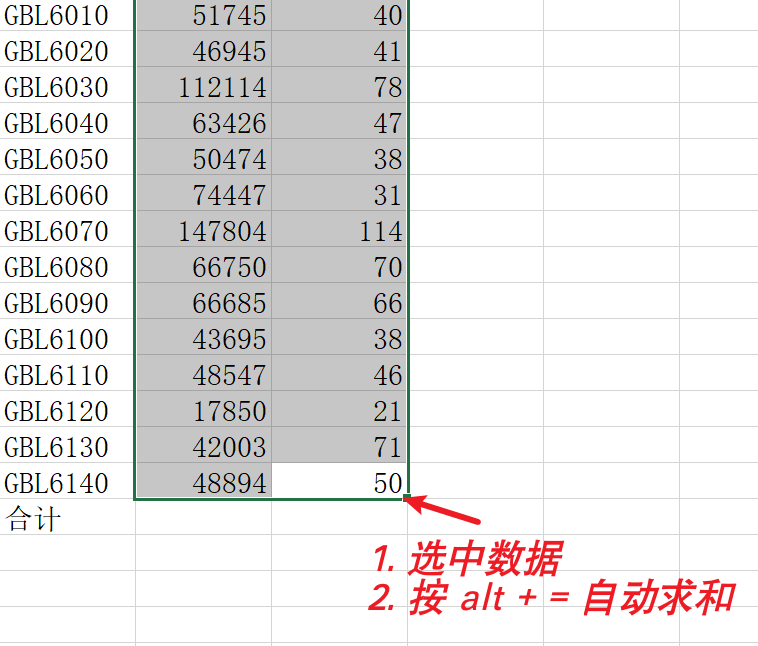 GBL6010 51745 40
GBL6020 46945 41
GBL6030 112114 78
GBL6040 63426 47
GBL6050 50474 38
GBL6060 74447 31
GBL6070 147804 114
GBL6080 66750 70
GBL6090 66685 66
GBL6100 43695 38
GBL6110 48547 46
GBL6120 17850 21
GBL6130 42003 71
GBL6140 48894 50
合计
1. 选中数据
2. 按 alt + = 自动求和